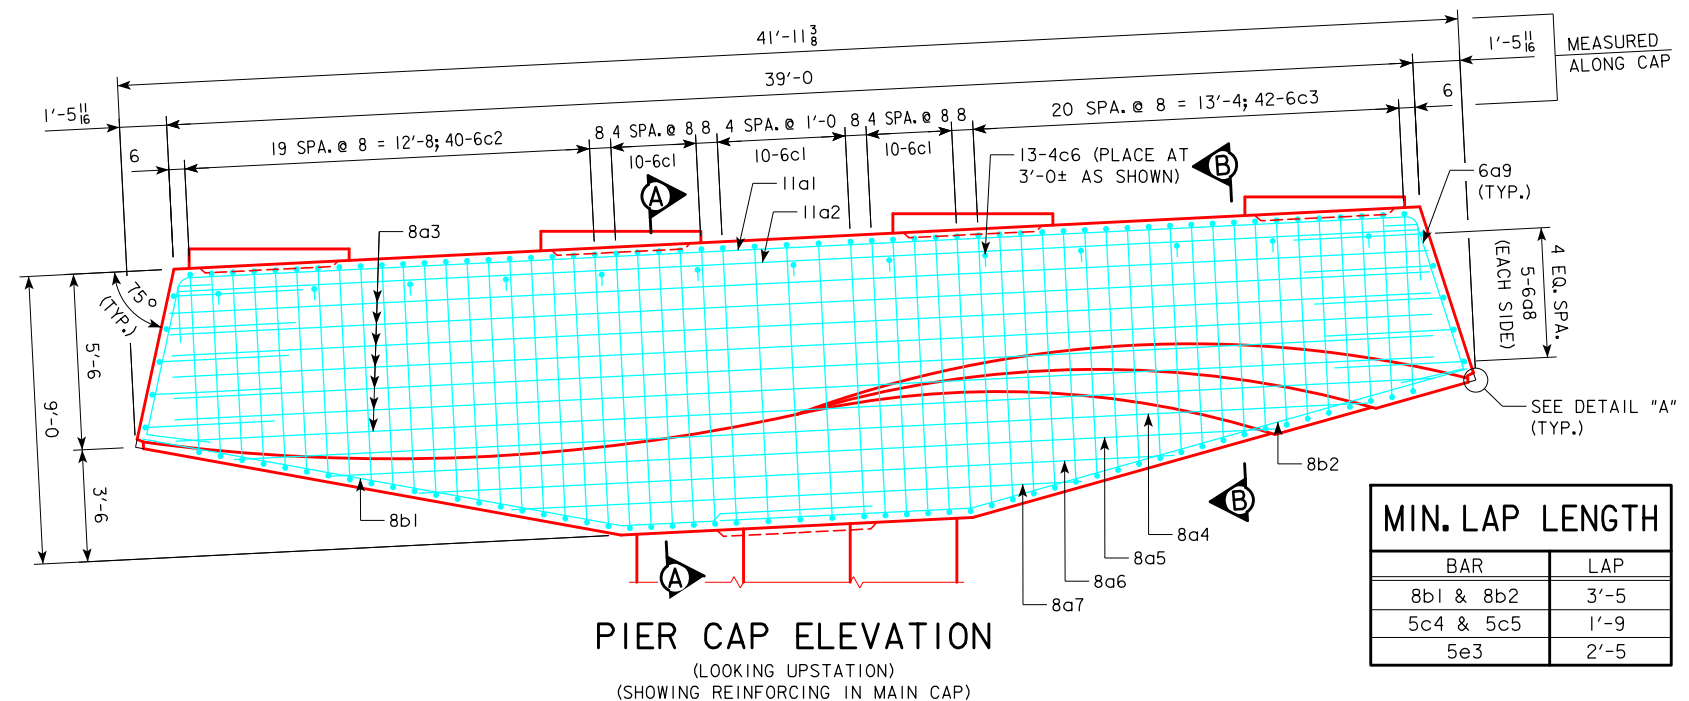 41'-11 3/8
1'-5 11/16
MEASURED
ALONG CAP
39'-0
1'-5 11/16
6
20 SPA. @ 8 = 13'-4; 42-6c3
6
19 SPA. @ 8 = 12'-8; 40-6c2
8
4 SPA. @ 8
8
4 SPA. @ 1'-0
8
4 SPA. @ 8
8
10-6c1
10-6c1
10-6c1
13-4c6 (PLACE AT
3'-0± AS SHOWN)
B
A
11a1
11a2
6a9
(TYP.)
8a3
75°
(TYP.)
5'-6
9'-0
3'-6
4 EQ. SPA.
5-6a8
(EACH SIDE)
SEE DETAIL "A"
(TYP.)
8b1
8b2
B
8a4
8a5
8a6
8a7
A
PIER CAP ELEVATION
(LOOKING UPSTATION)
(SHOWING REINFORCING IN MAIN CAP)
MIN. LAP LENGTH
BAR LAP
8b1 & 8b2 3'-5
5c4 & 5c5 1'-9
5e3 2'-5